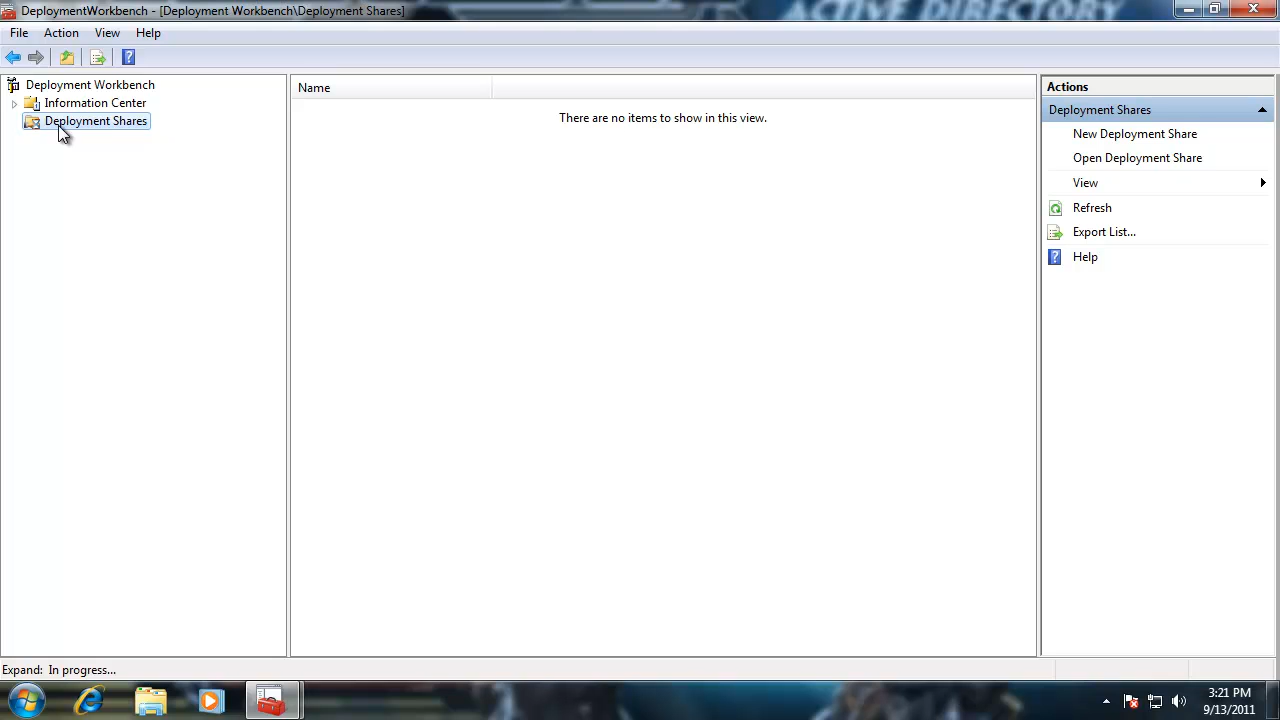 DeploymentWorkbench - [Deployment Workbench\Deployment Shares]
ACTIVE DIRECTORY
File Action View Help
Deployment Workbench
Information Center
Deployment Shares
Name
There are no items to show in this view.
Actions
Deployment Shares
New Deployment Share
Open Deployment Share
View
Refresh
Export List...
Help
Expand: In progress...
3:21 PM
9/13/2011